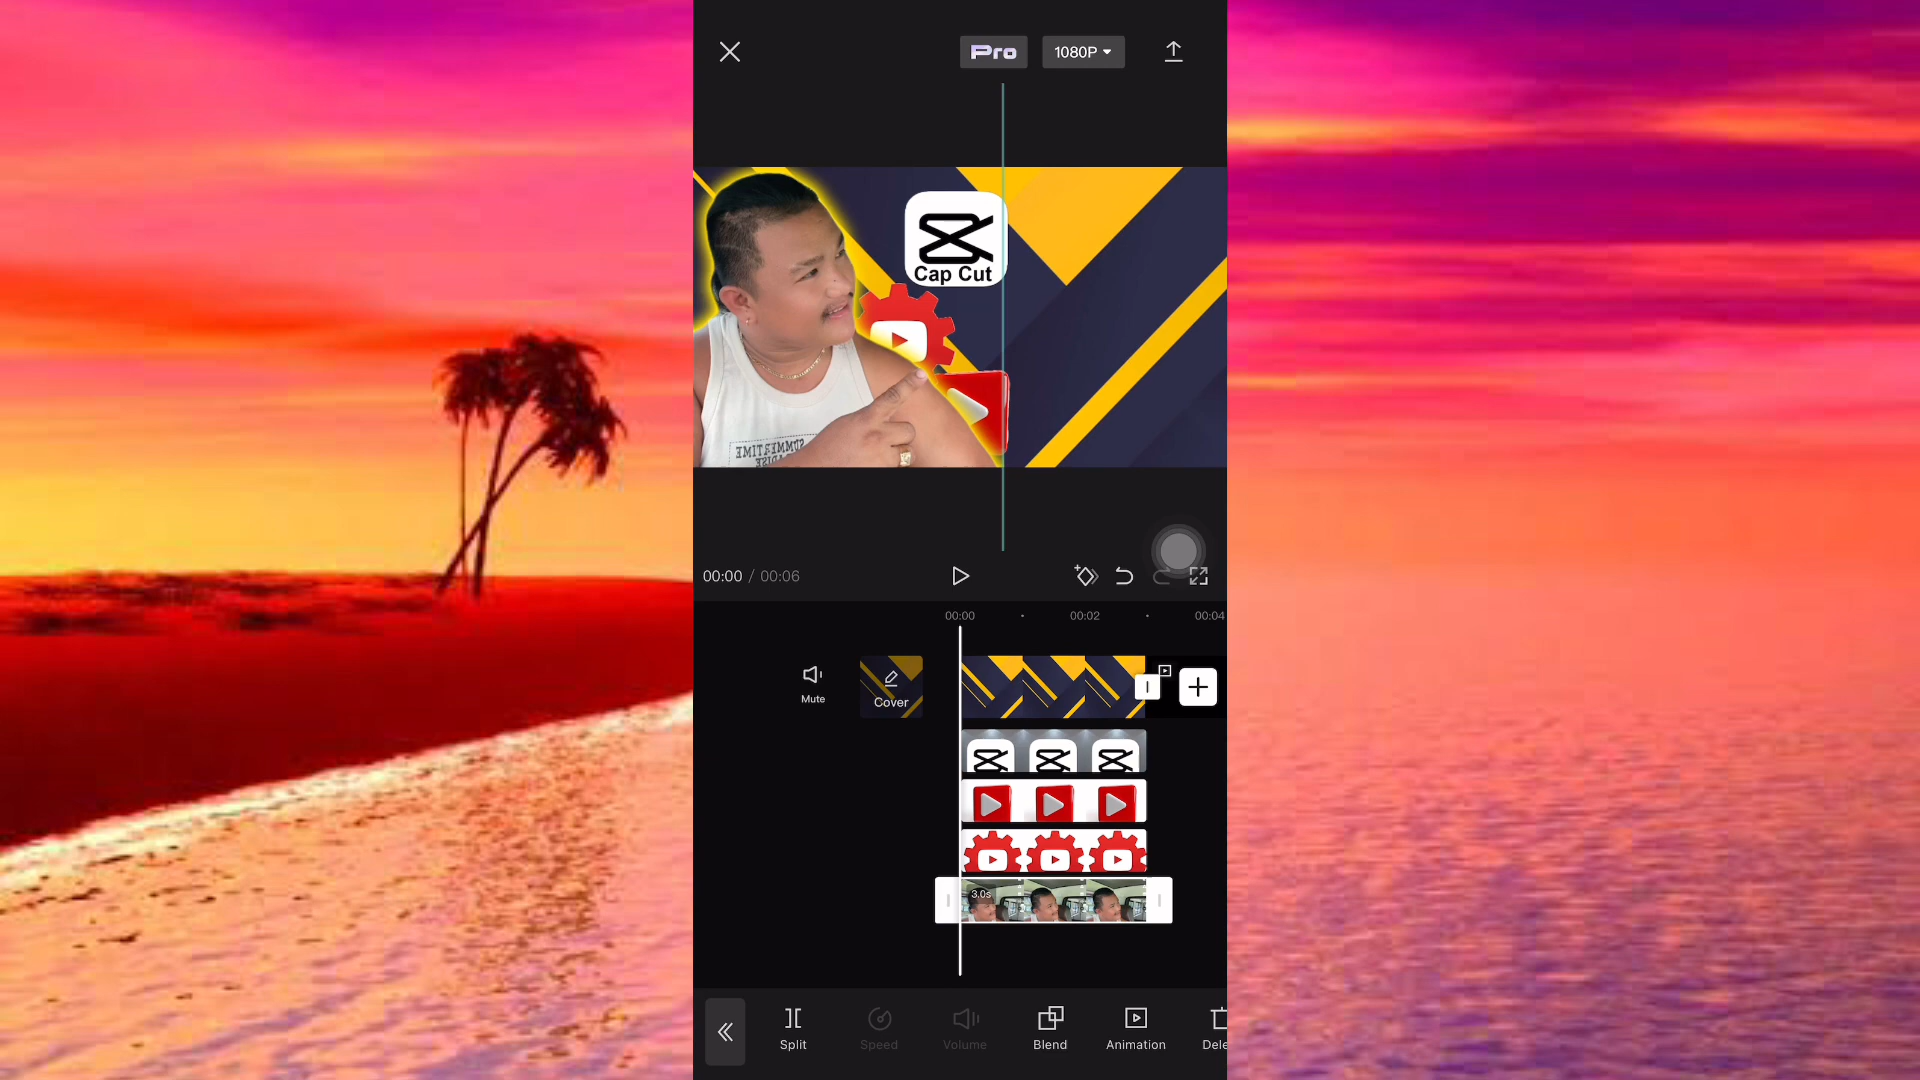 Pro
1080P
Cap Cut
SUMMERTIME
00:00 / 00:06
00:00
00:02
00:04
Mute
Cover
3.0s
Split
Speed
Volume
Blend
Animation
Dele